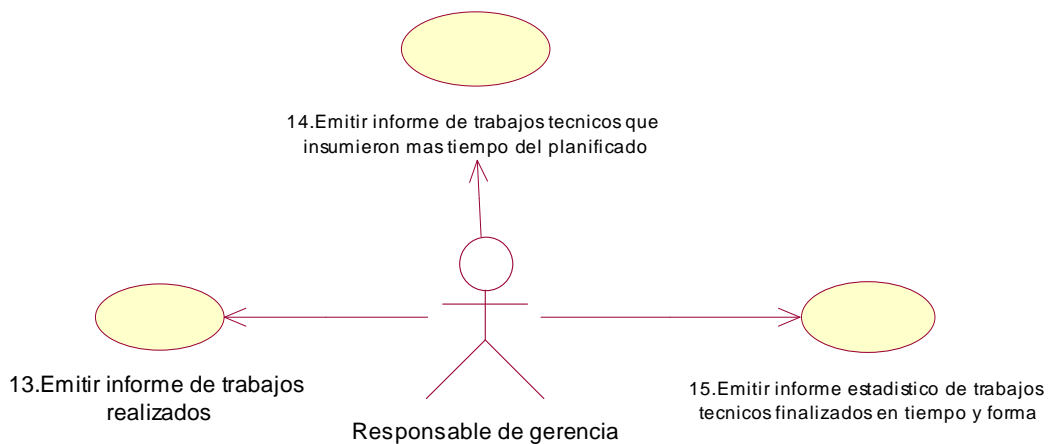 14.Emitir informe de trabajos tecnicos que
insumieron mas tiempo del planificado
13.Emitir informe de trabajos
realizados
15.Emitir informe estadistico de trabajos
tecnicos finalizados en tiempo y forma
Responsable de gerencia